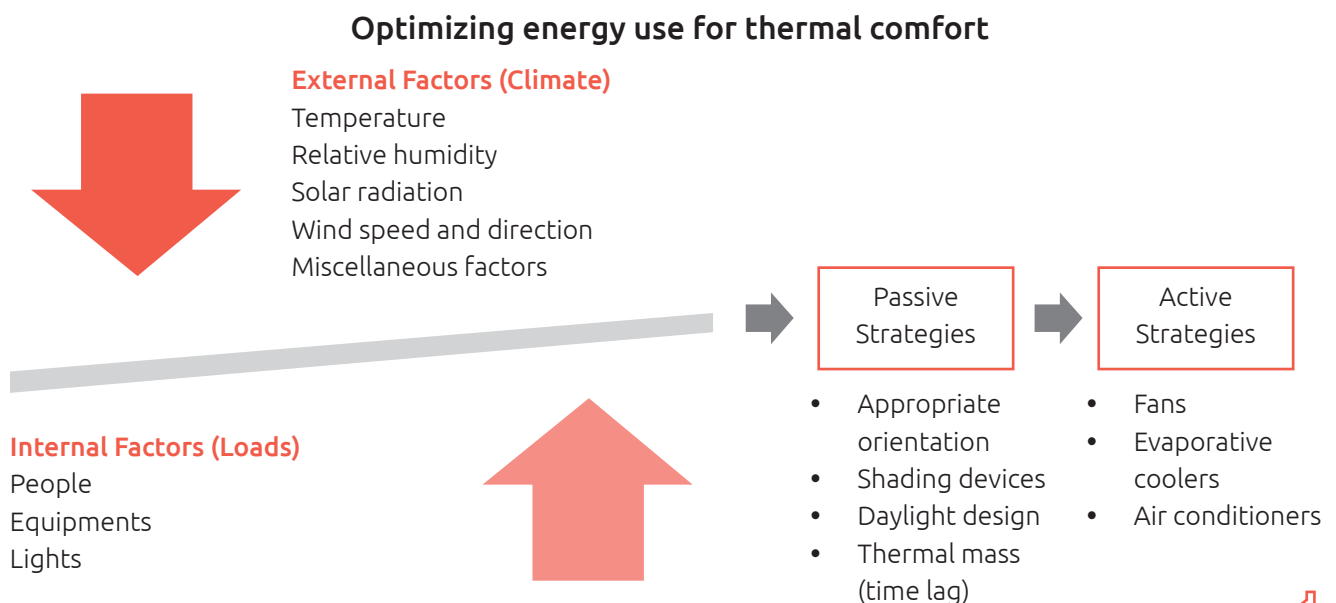 Optimizing energy use for thermal comfort
External Factors (Climate)
Temperature
Relative humidity
Solar radiation
Wind speed and direction
Miscellaneous factors
Internal Factors (Loads)
People
Equipments
Lights
Passive
Strategies
• Appropriate
orientation
• Shading devices
• Daylight design
• Thermal mass
(time lag)
Active
Strategies
• Fans
• Evaporative
coolers
• Air conditioners